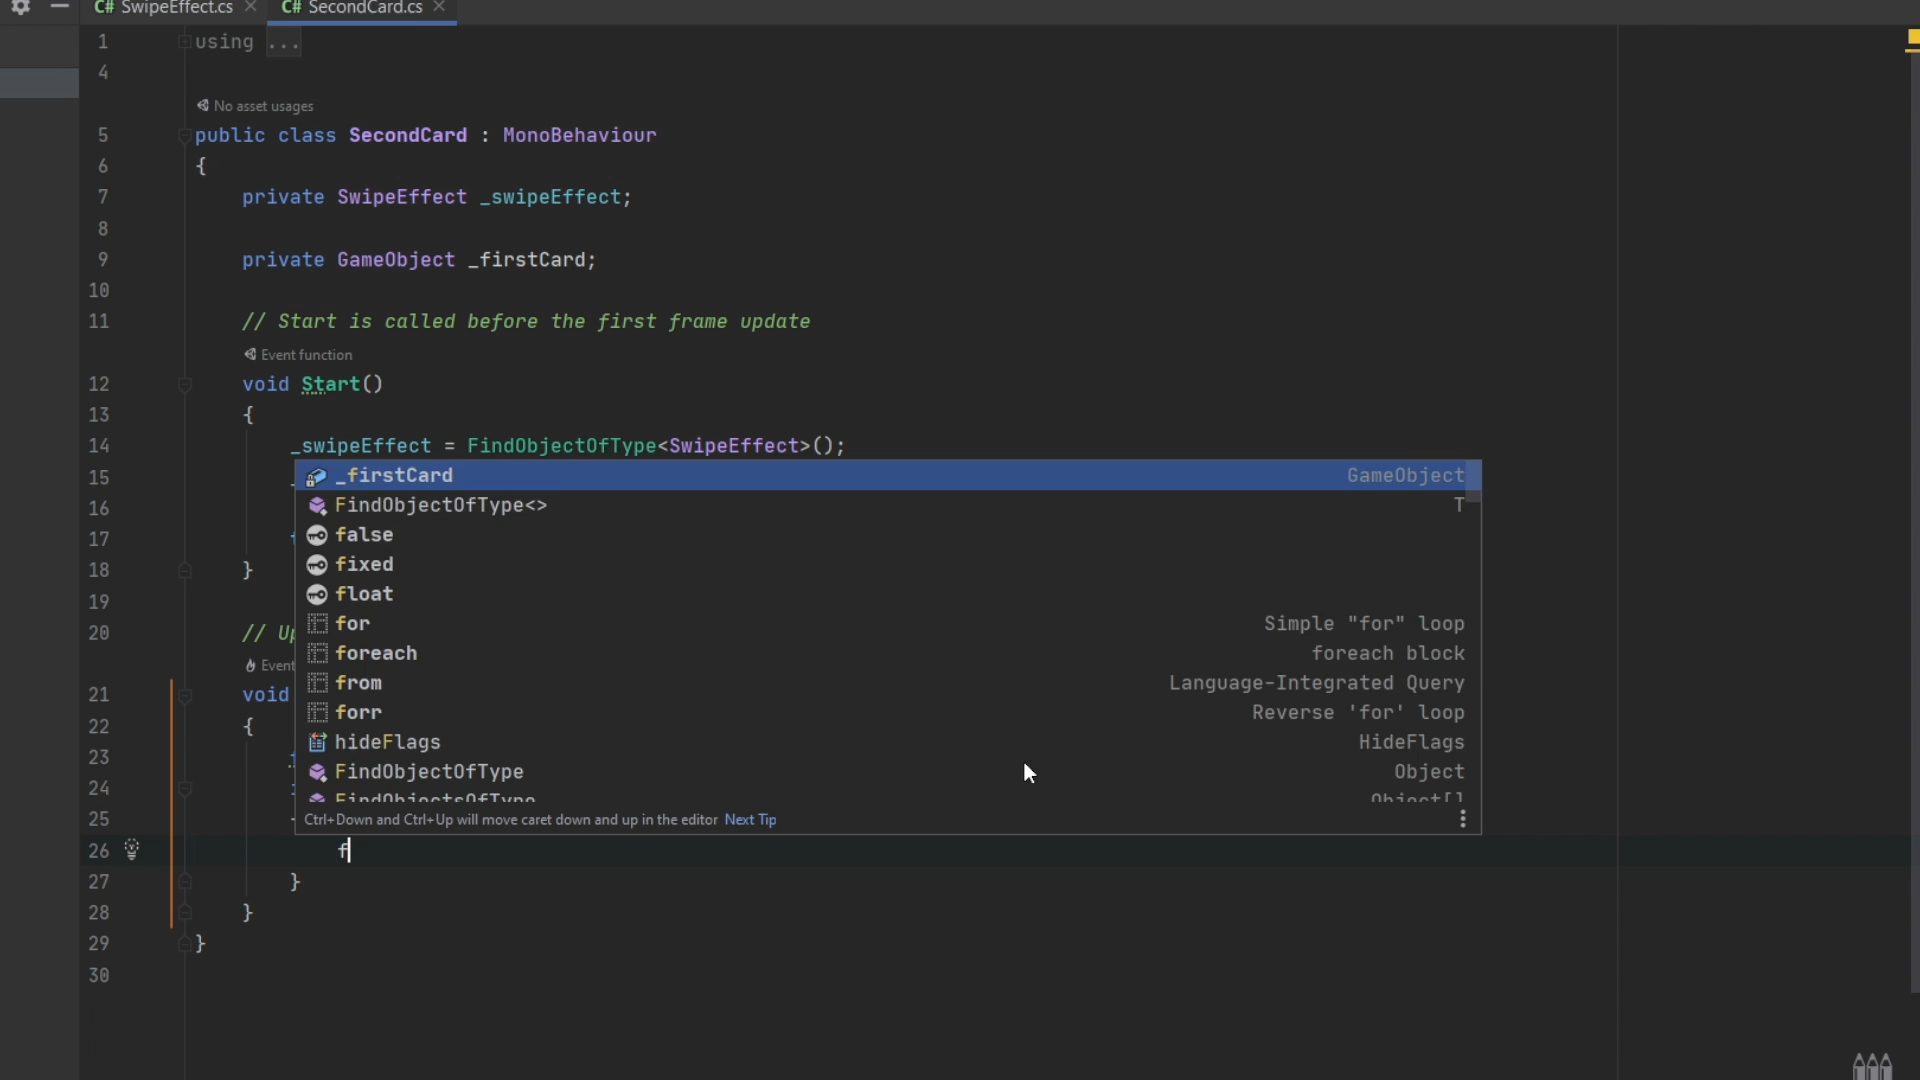 C# SwipeEffect.cs × C# SecondCard.cs ×
1 using ...
4
No asset usages
5 public class SecondCard : MonoBehaviour
6 {
7 private SwipeEffect _swipeEffect;
8
9 private GameObject _firstCard;
10
11 // Start is called before the first frame update
Event function
12 void Start()
13 {
14 _swipeEffect = FindObjectOfType<SwipeEffect>();
15 _firstCard GameObject
FindObjectOfType<> T
16
false
17
fixed
18 }
float
19
for Simple "for" loop
20 // Up
foreach foreach block
Event
from Language-Integrated Query
21 void
forr Reverse 'for' loop
22 {
hideFlags HideFlags
23
FindObjectOfType Object
24
FindObjectsOfType Object[]
25
Ctrl+Down and Ctrl+Up will move caret down and up in the editor Next Tip
26 f
27 }
28 }
29 }
30